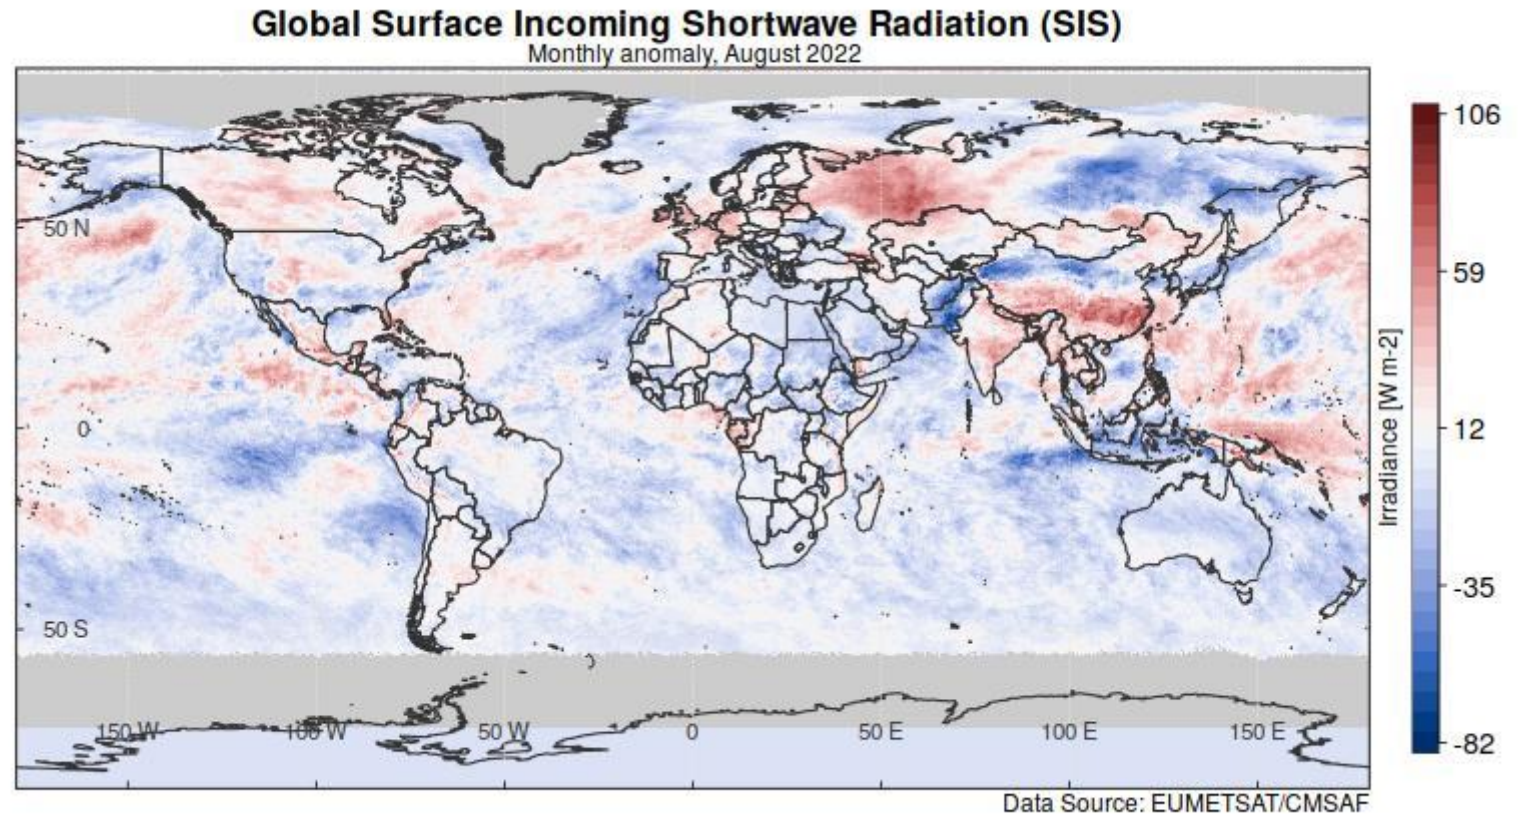 Global Surface Incoming Shortwave Radiation (SIS)
Monthly anomaly, August 2022
106
59
12
-35
-82
Irradiance [W m-2]
50 N
0
50 S
150 W
100 W
50 W
0
50 E
100 E
150 E
Data Source: EUMETSAT/CMSAF